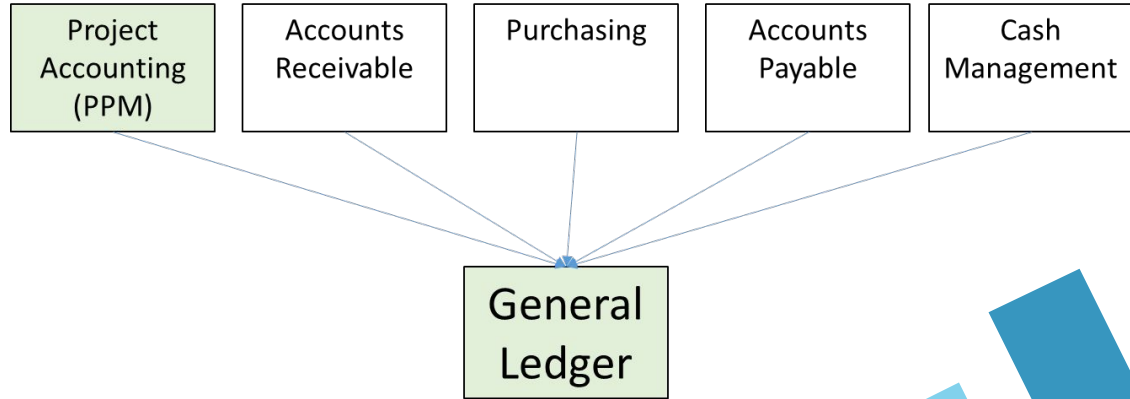 Project
Accounting
(PPM)
Accounts
Receivable
Purchasing
Accounts
Payable
Cash
Management
General
Ledger